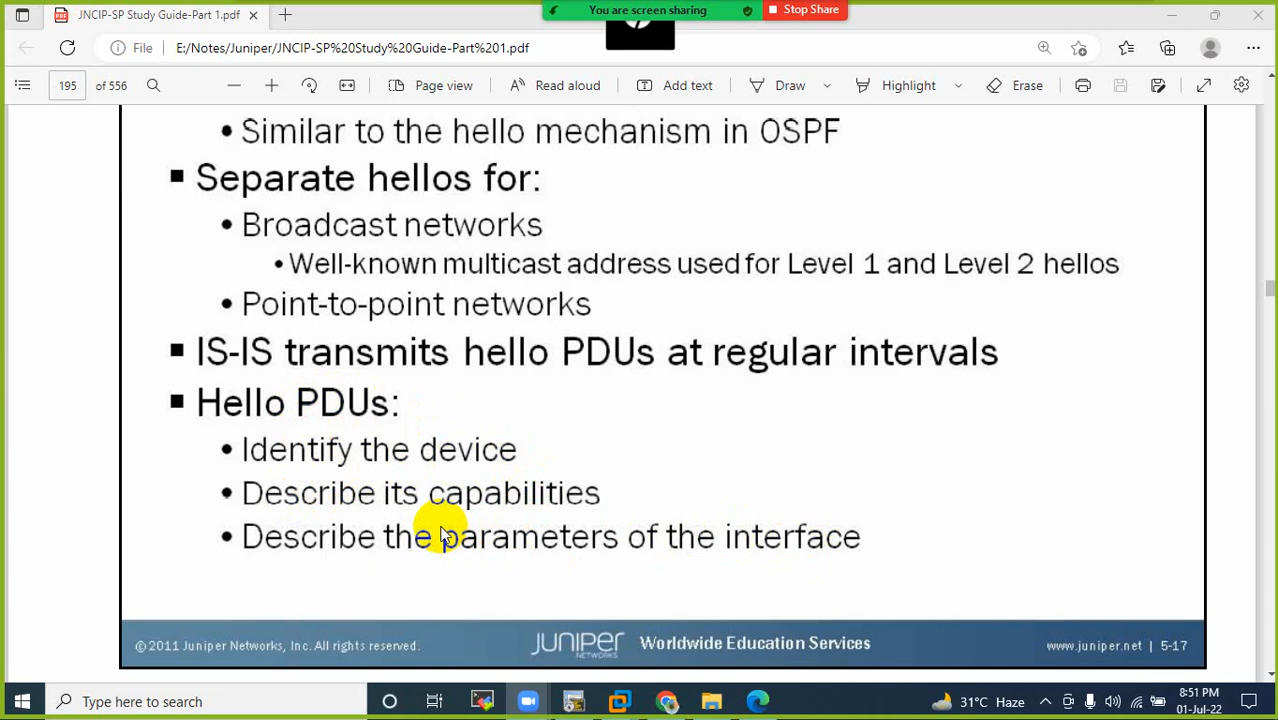 JNCIP-SP Study Guide-Part 1.pdf
You are screen sharing
Stop Share
File
E:/Notes/Juniper/JNCIP-SP%20Study%20Guide-Part%201.pdf
195
of 556
Page view
Read aloud
Add text
Draw
Highlight
Erase
• Similar to the hello mechanism in OSPF
▪ Separate hellos for:
• Broadcast networks
• Well-known multicast address used for Level 1 and Level 2 hellos
• Point-to-point networks
▪ IS-IS transmits hello PDUs at regular intervals
▪ Hello PDUs:
• Identify the device
• Describe its capabilities
• Describe the parameters of the interface
© 2011 Juniper Networks, Inc. All rights reserved.
JUNIPER
NETWORKS
Worldwide Education Services
www.juniper.net | 5-17
Type here to search
31°C Haze
8:51 PM
01-Jul-22